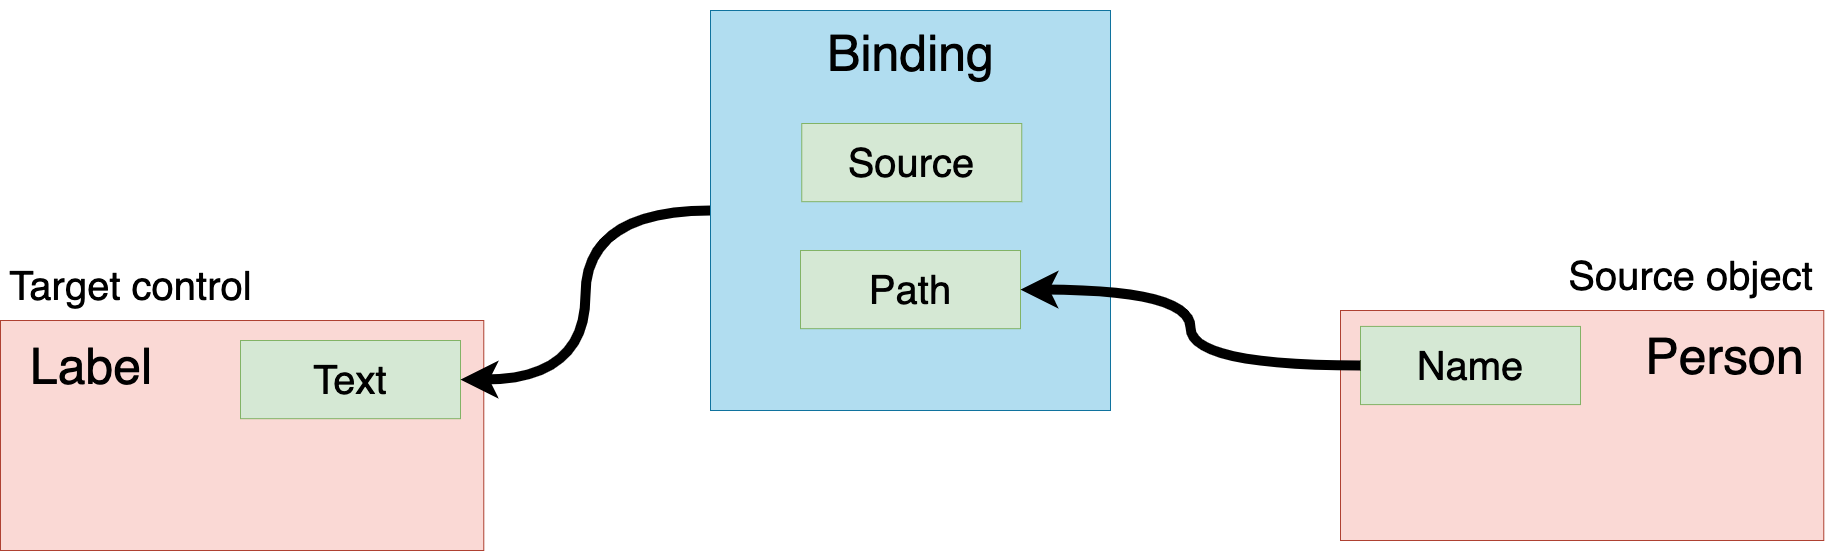 Binding
Source
Path
Target control
Label
Text
Source object
Name
Person